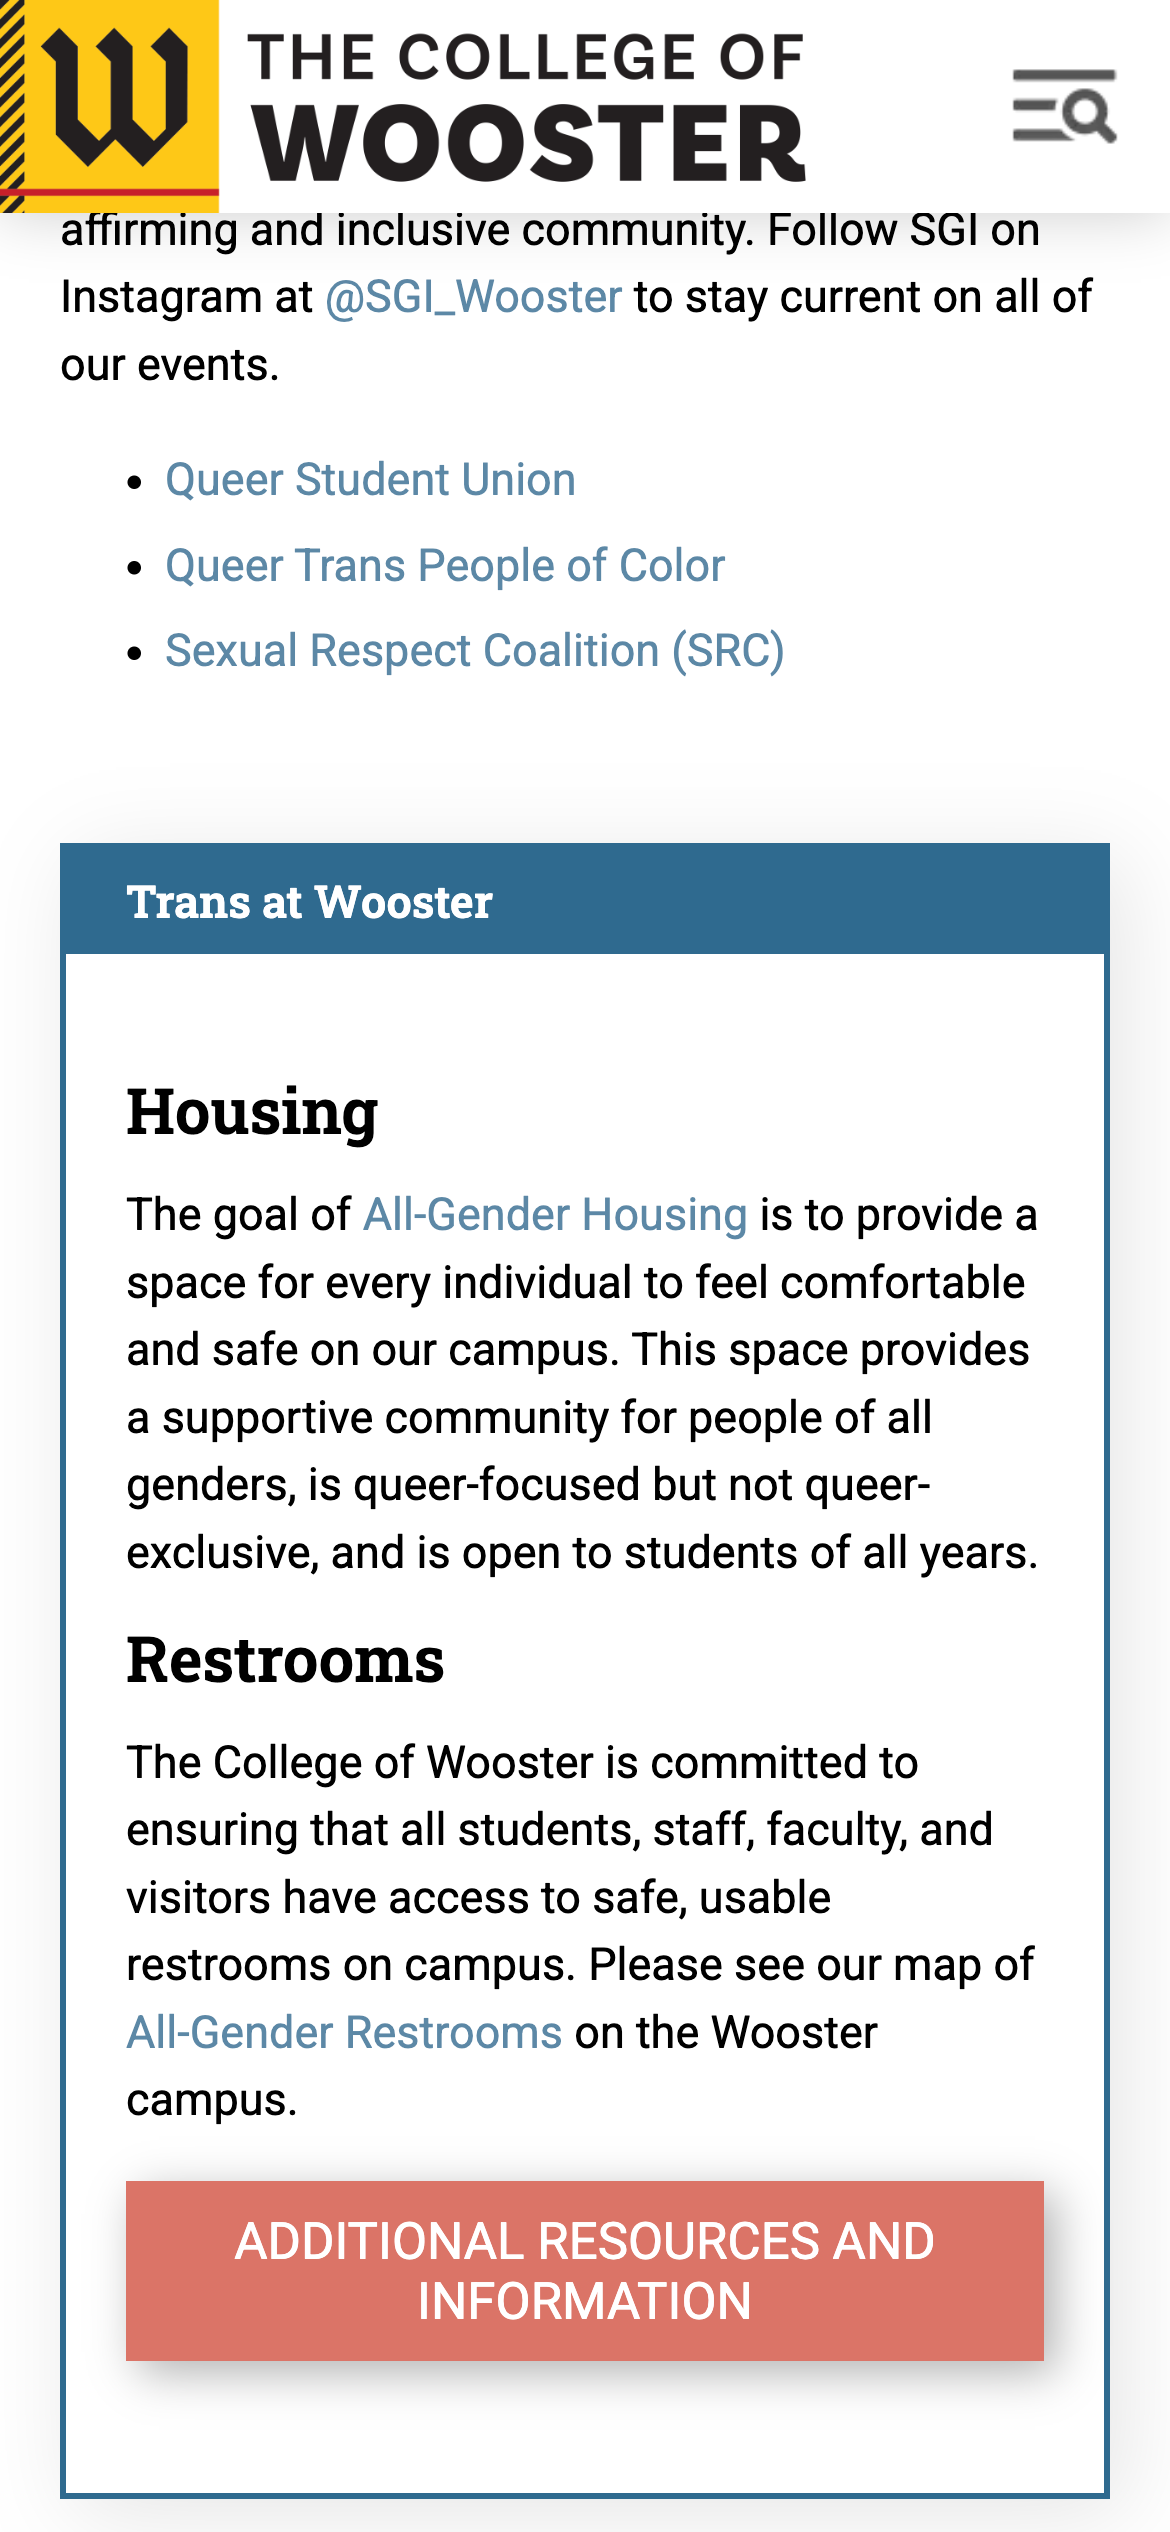 W
THE COLLEGE OF
WOOSTER
affirming and inclusive community. Follow SGI on
Instagram at @SGI_Wooster to stay current on all of
our events.
• Queer Student Union
• Queer Trans People of Color
• Sexual Respect Coalition (SRC)
Trans at Wooster
Housing
The goal of All-Gender Housing is to provide a
space for every individual to feel comfortable
and safe on our campus. This space provides
a supportive community for people of all
genders, is queer-focused but not queer-
exclusive, and is open to students of all years.
Restrooms
The College of Wooster is committed to
ensuring that all students, staff, faculty, and
visitors have access to safe, usable
restrooms on campus. Please see our map of
All-Gender Restrooms on the Wooster
campus.
ADDITIONAL RESOURCES AND
INFORMATION